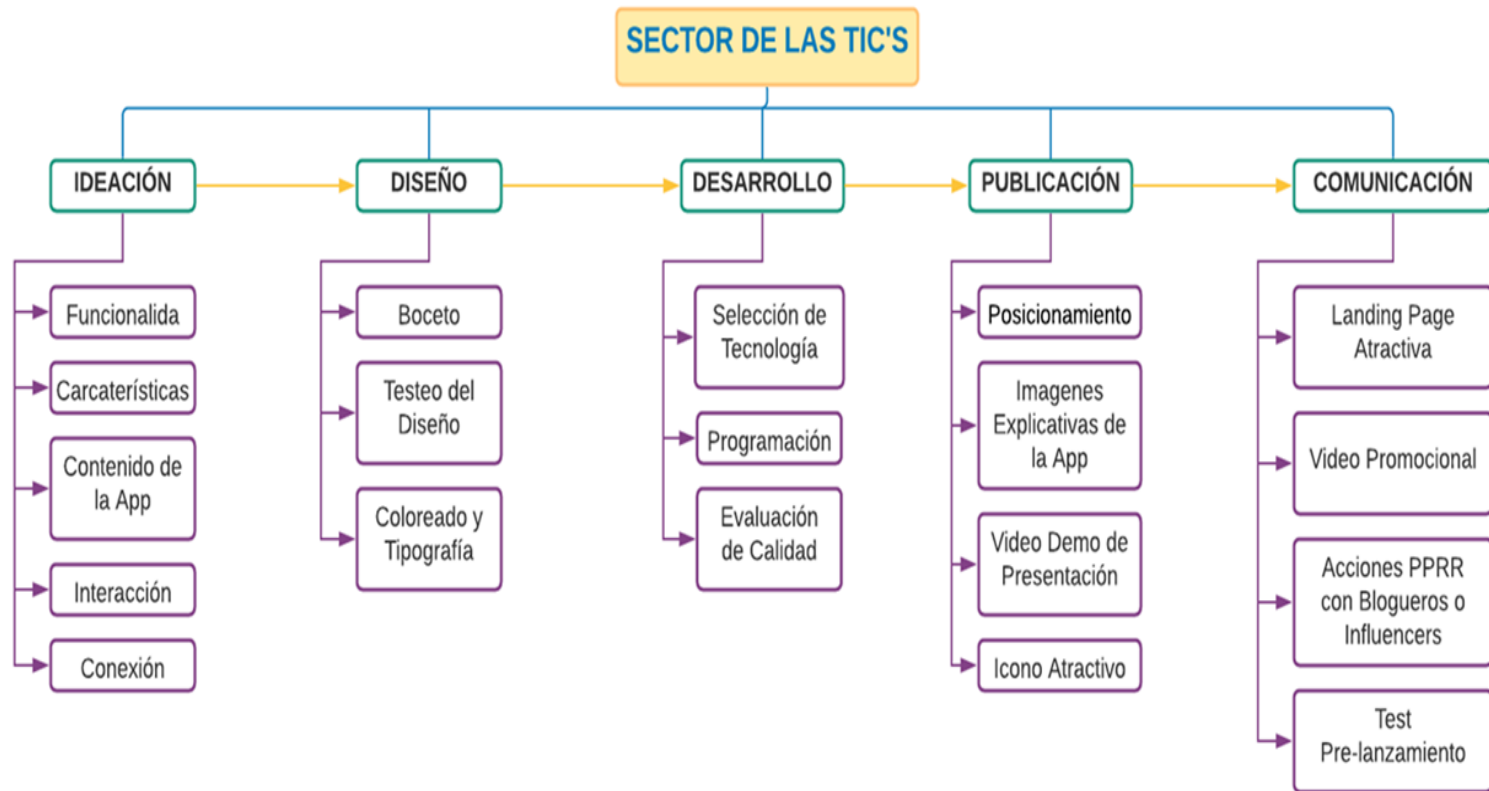 SECTOR DE LAS TIC'S
IDEACIÓN
DISEÑO
DESARROLLO
PUBLICACIÓN
COMUNICACIÓN
Funcionalida
Carcaterísticas
Contenido de
la App
Interacción
Conexión
Boceto
Testeo del
Diseño
Coloreado y
Tipografía
Selección de
Tecnología
Programación
Evaluación
de Calidad
Posicionamiento
Imagenes
Explicativas de
la App
Video Demo de
Presentación
Icono Atractivo
Landing Page
Atractiva
Video Promocional
Acciones PPRR
con Blogueros o
Influencers
Test
Pre-lanzamiento